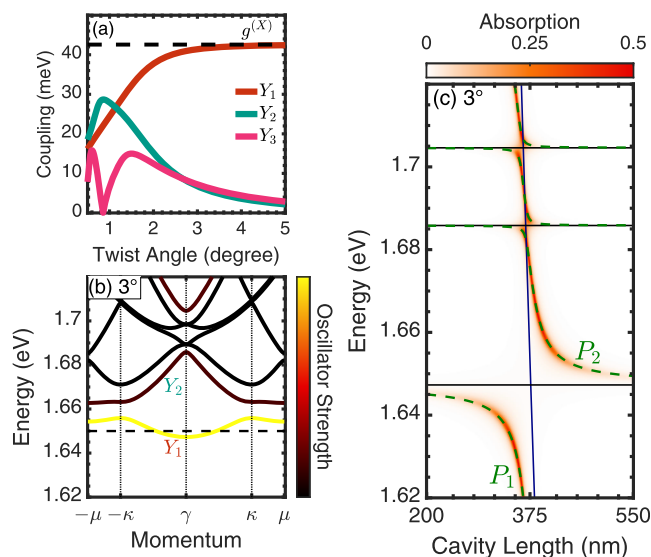 (a)
g(X)
Y1
Y2
Y3
40
30
20
10
0
Coupling (meV)
1 2 3 4 5
Twist Angle (degree)
(b) 3°
1.7
1.68
1.66
1.64
1.62
Energy (eV)
Y2
Y1
−μ −κ γ κ μ
Momentum
Oscillator Strength
Absorption
0 0.25 0.5
(c) 3°
1.7
1.68
1.66
1.64
1.62
Energy (eV)
P2
P1
200 375 550
Cavity Length (nm)